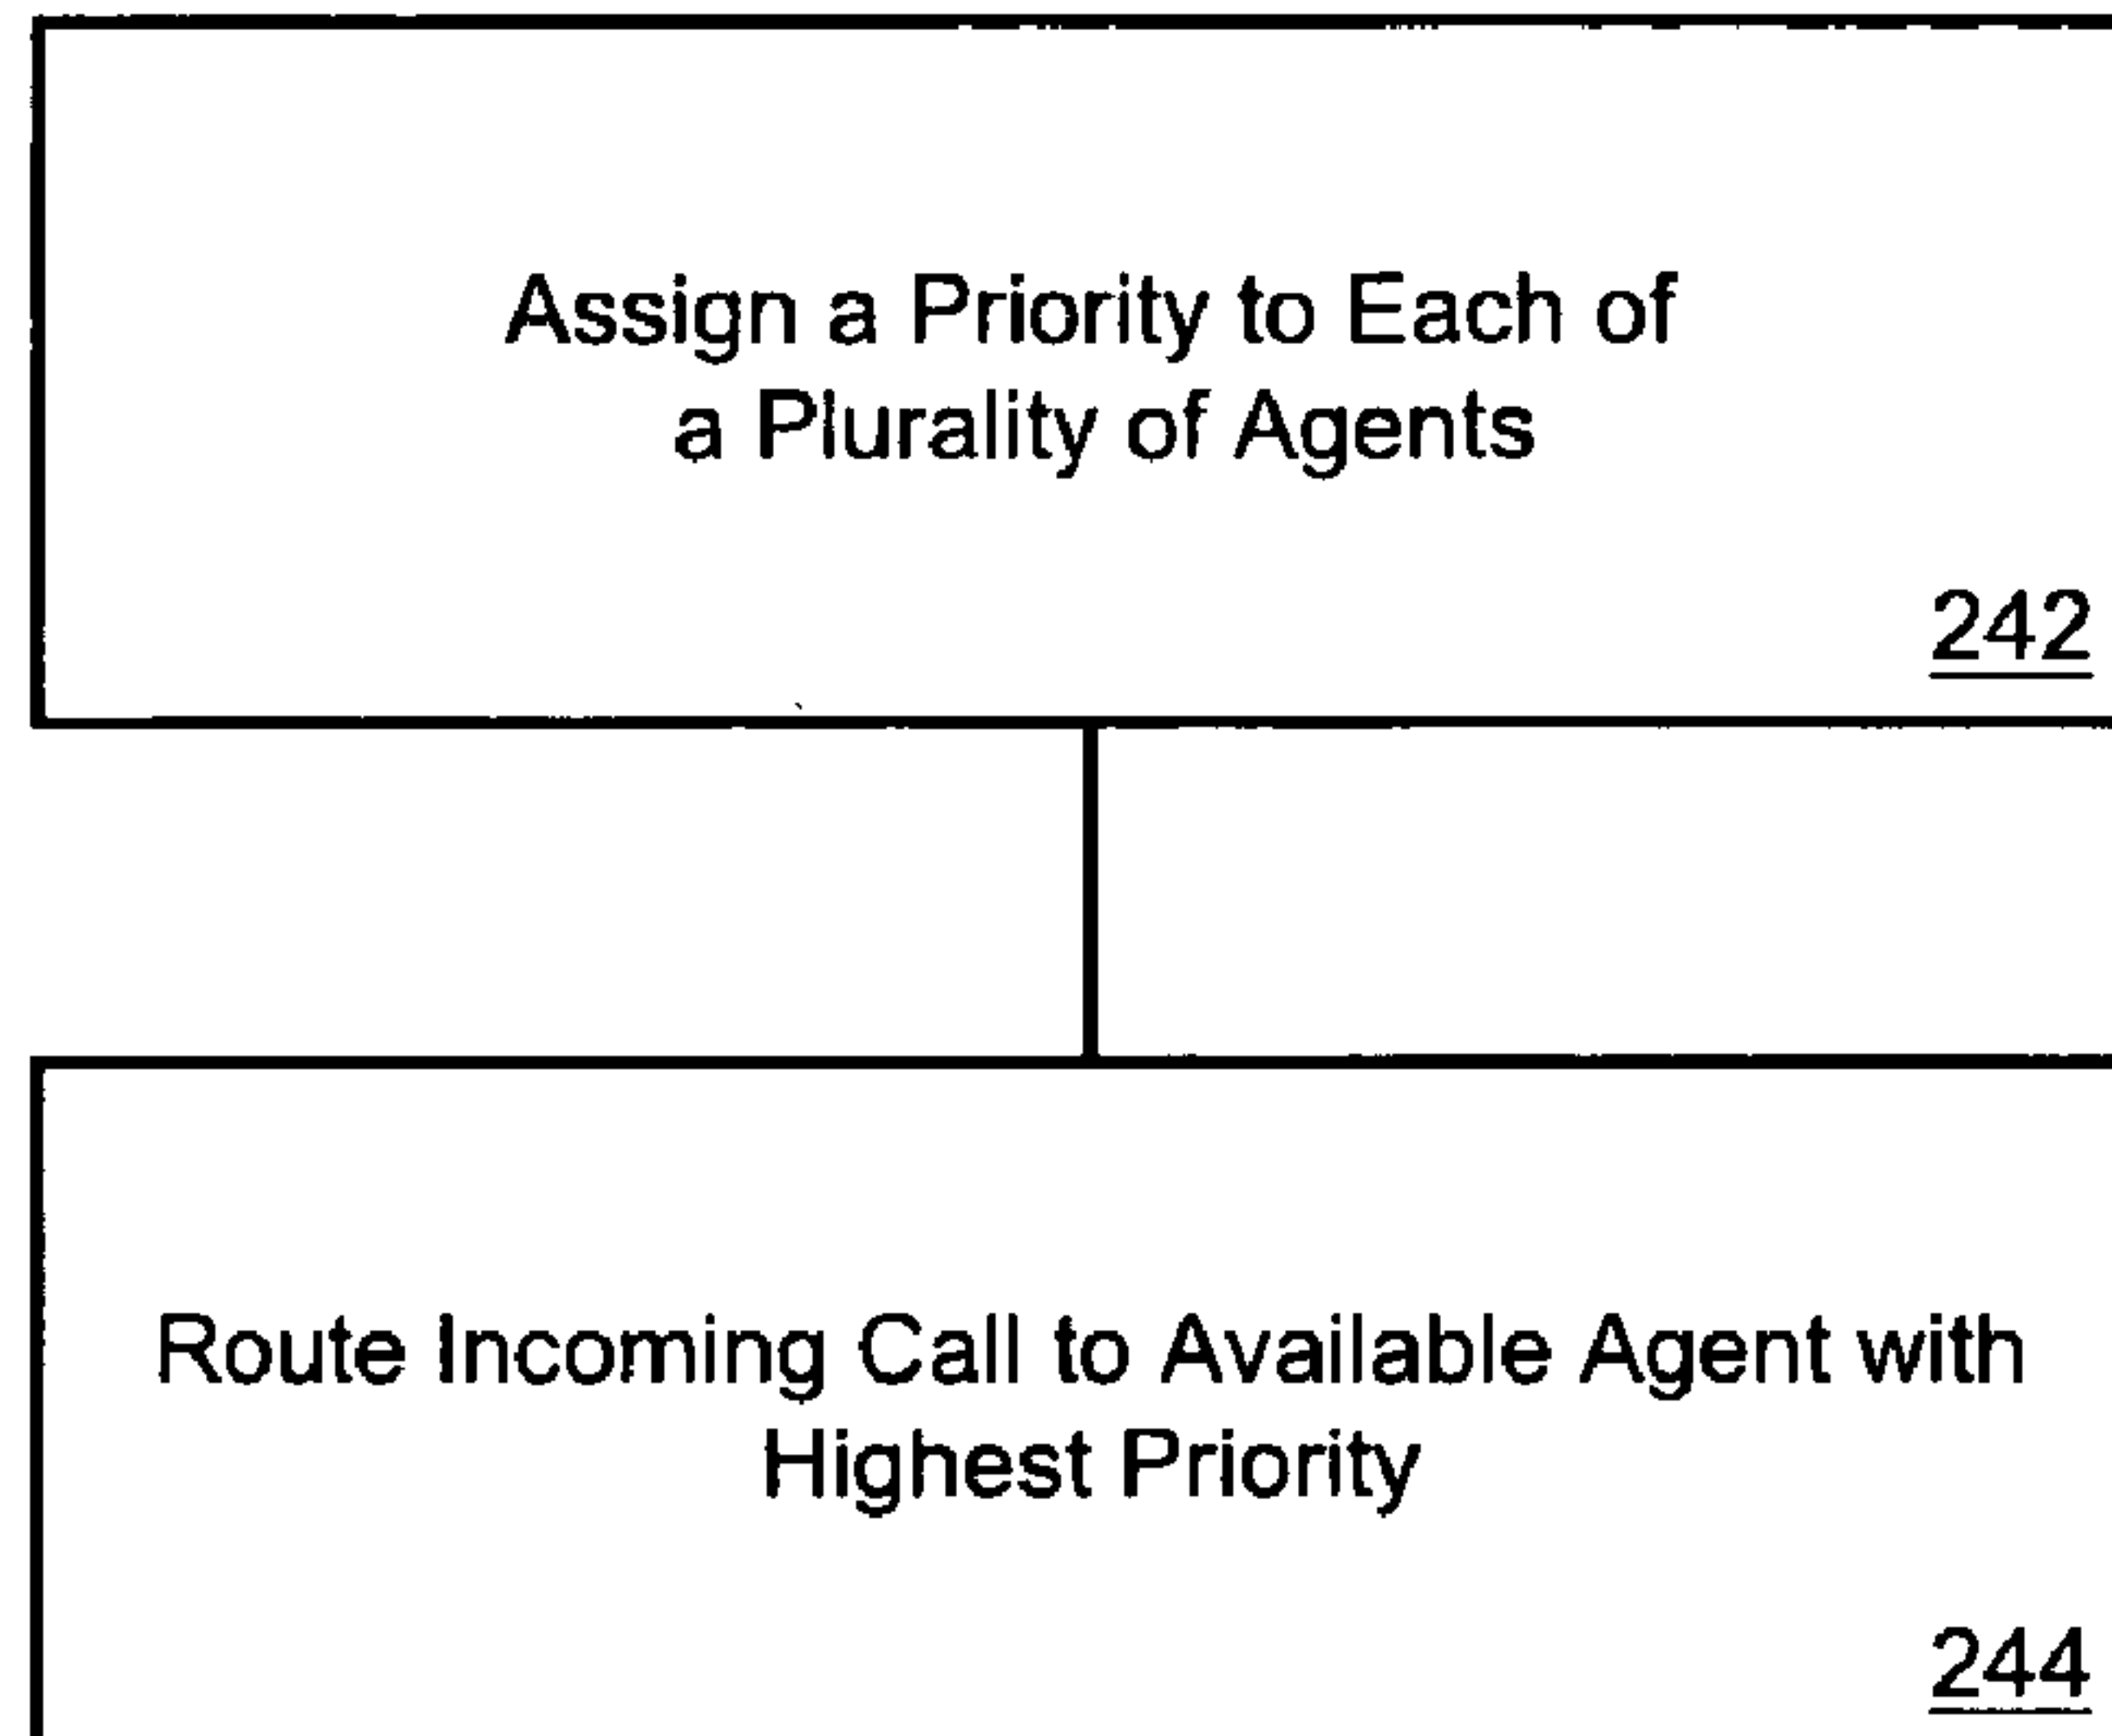 Assign a Priority to Each of
a Plurality of Agents
242
Route Incoming Call to Available Agent with
Highest Priority
244